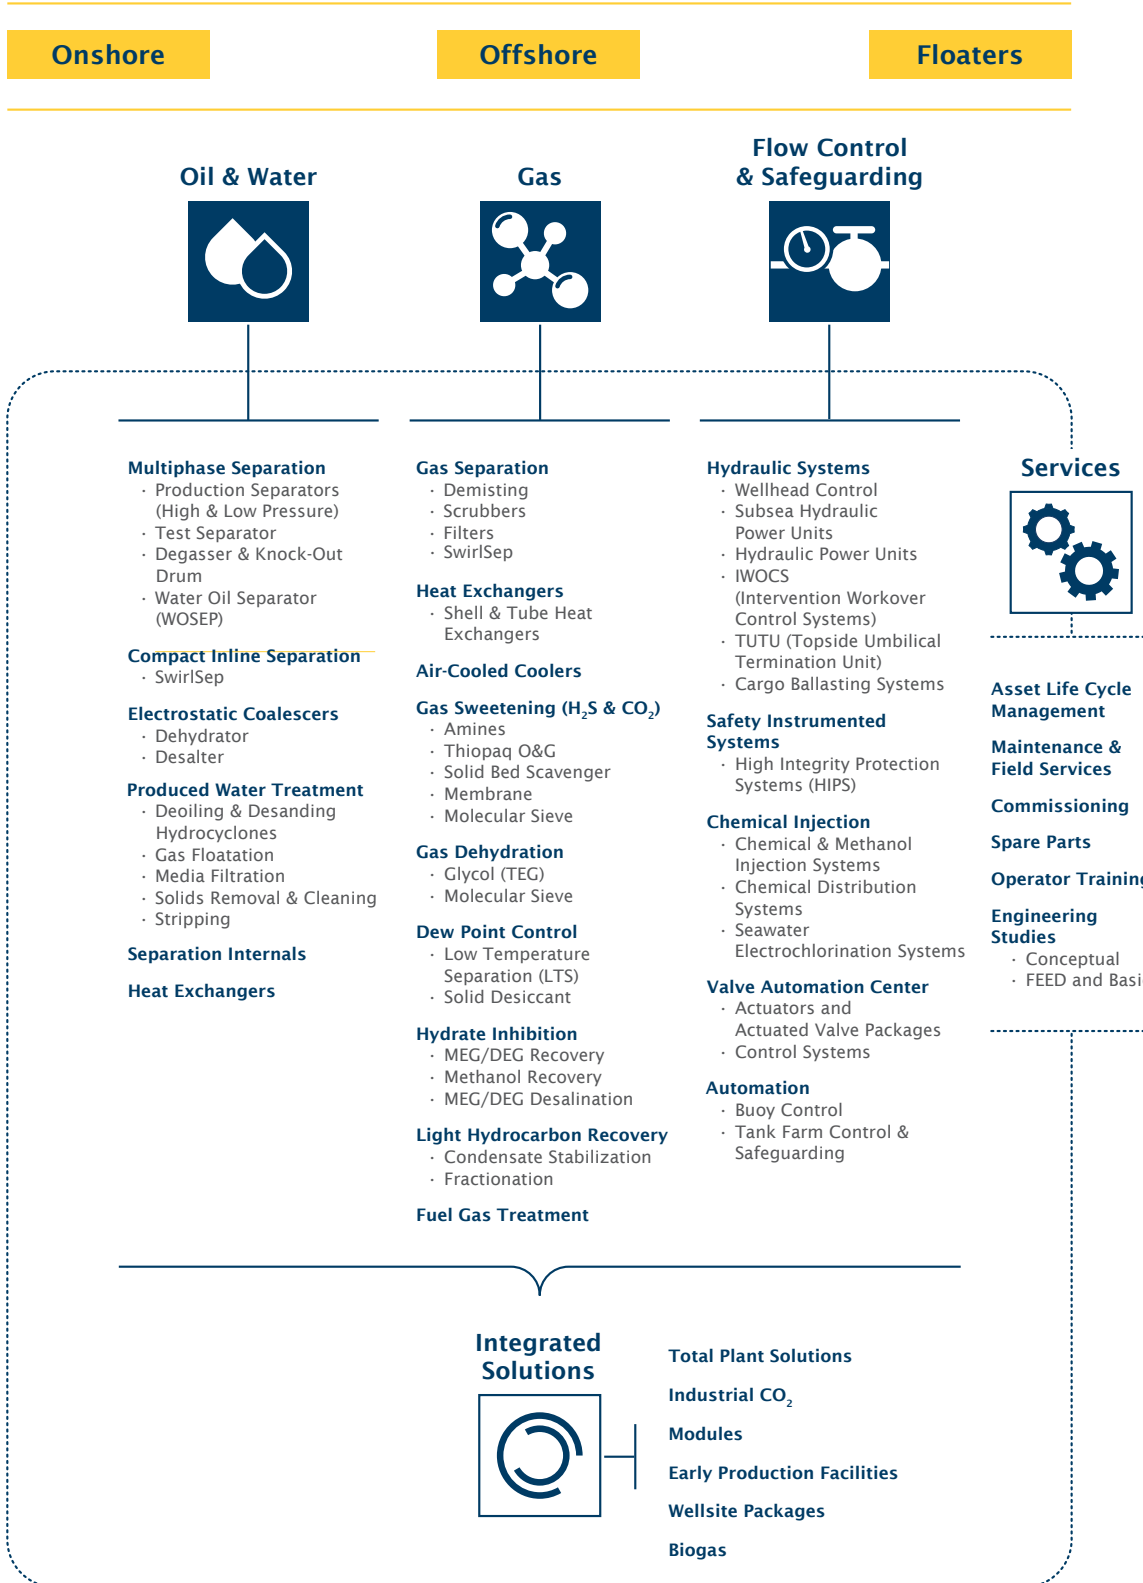 Onshore
Offshore
Floaters
Oil & Water
Gas
Flow Control
& Safeguarding
Multiphase Separation
· Production Separators
(High & Low Pressure)
· Test Separator
· Degasser & Knock-Out
Drum
· Water Oil Separator
(WOSEP)
Compact Inline Separation
· SwirlSep
Electrostatic Coalescers
· Dehydrator
· Desalter
Produced Water Treatment
· Deoiling & Desanding
Hydrocyclones
· Gas Floatation
· Media Filtration
· Solids Removal & Cleaning
· Stripping
Separation Internals
Heat Exchangers
Gas Separation
· Demisting
· Scrubbers
· Filters
· SwirlSep
Heat Exchangers
· Shell & Tube Heat
Exchangers
Air-Cooled Coolers
Gas Sweetening (H₂S & CO₂)
· Amines
· Thiopaq O&G
· Solid Bed Scavenger
· Membrane
· Molecular Sieve
Gas Dehydration
· Glycol (TEG)
· Molecular Sieve
Dew Point Control
· Low Temperature
Separation (LTS)
· Solid Desiccant
Hydrate Inhibition
· MEG/DEG Recovery
· Methanol Recovery
· MEG/DEG Desalination
Light Hydrocarbon Recovery
· Condensate Stabilization
· Fractionation
Fuel Gas Treatment
Hydraulic Systems
· Wellhead Control
· Subsea Hydraulic
Power Units
· Hydraulic Power Units
· IWOCS
(Intervention Workover
Control Systems)
· TUTU (Topside Umbilical
Termination Unit)
· Cargo Ballasting Systems
Safety Instrumented
Systems
· High Integrity Protection
Systems (HIPS)
Chemical Injection
· Chemical & Methanol
Injection Systems
· Chemical Distribution
Systems
· Seawater
Electrochlorination Systems
Valve Automation Center
· Actuators and
Actuated Valve Packages
· Control Systems
Automation
· Buoy Control
· Tank Farm Control &
Safeguarding
Services
Asset Life Cycle
Management
Maintenance &
Field Services
Commissioning
Spare Parts
Operator Training
Engineering
Studies
· Conceptual
· FEED and Basi
Integrated
Solutions
Total Plant Solutions
Industrial CO₂
Modules
Early Production Facilities
Wellsite Packages
Biogas